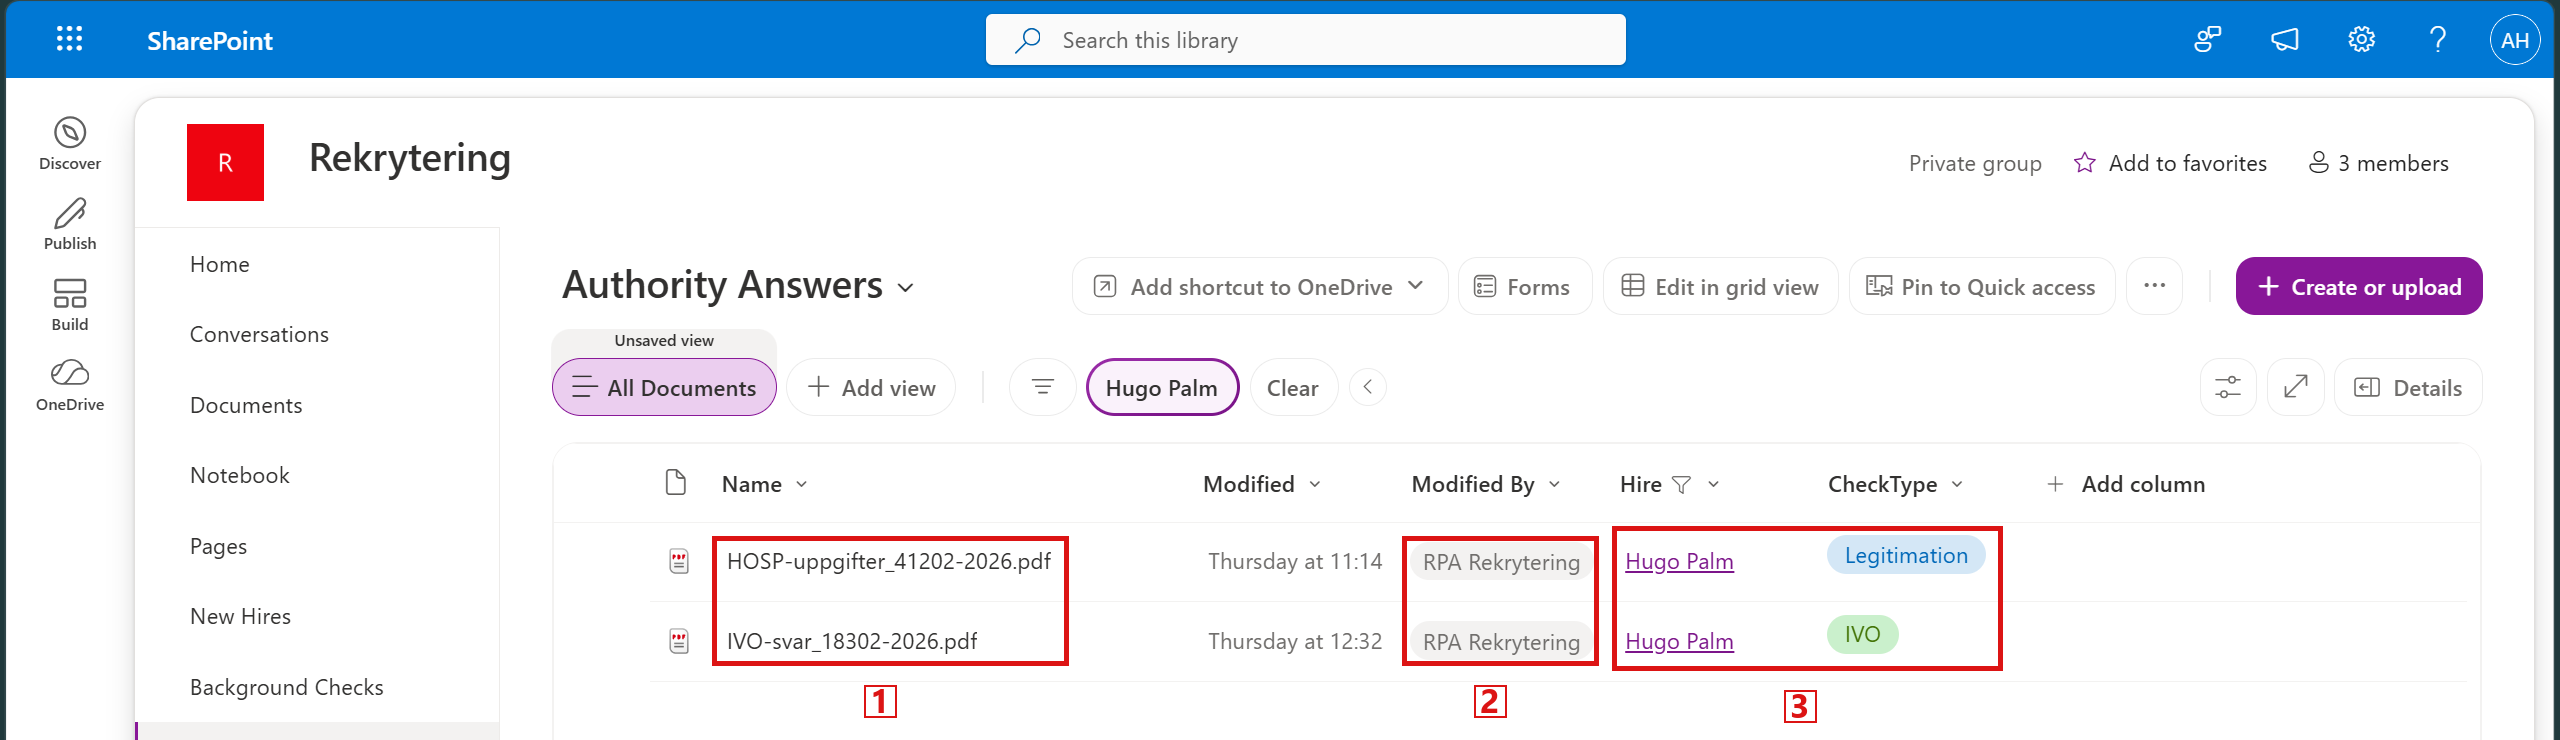 SharePoint
Search this library
AH
Discover
Publish
Build
OneDrive
R
Rekrytering
Private group
Add to favorites
3 members
Home
Conversations
Documents
Notebook
Pages
New Hires
Background Checks
Authority Answers
Add shortcut to OneDrive
Forms
Edit in grid view
Pin to Quick access
Create or upload
Unsaved view
All Documents
Add view
Hugo Palm
Clear
Details
Name Modified Modified By Hire CheckType Add column
HOSP-uppgifter_41202-2026.pdf Thursday at 11:14 RPA Rekrytering Hugo Palm Legitimation
IVO-svar_18302-2026.pdf Thursday at 12:32 RPA Rekrytering Hugo Palm IVO
1 2 3